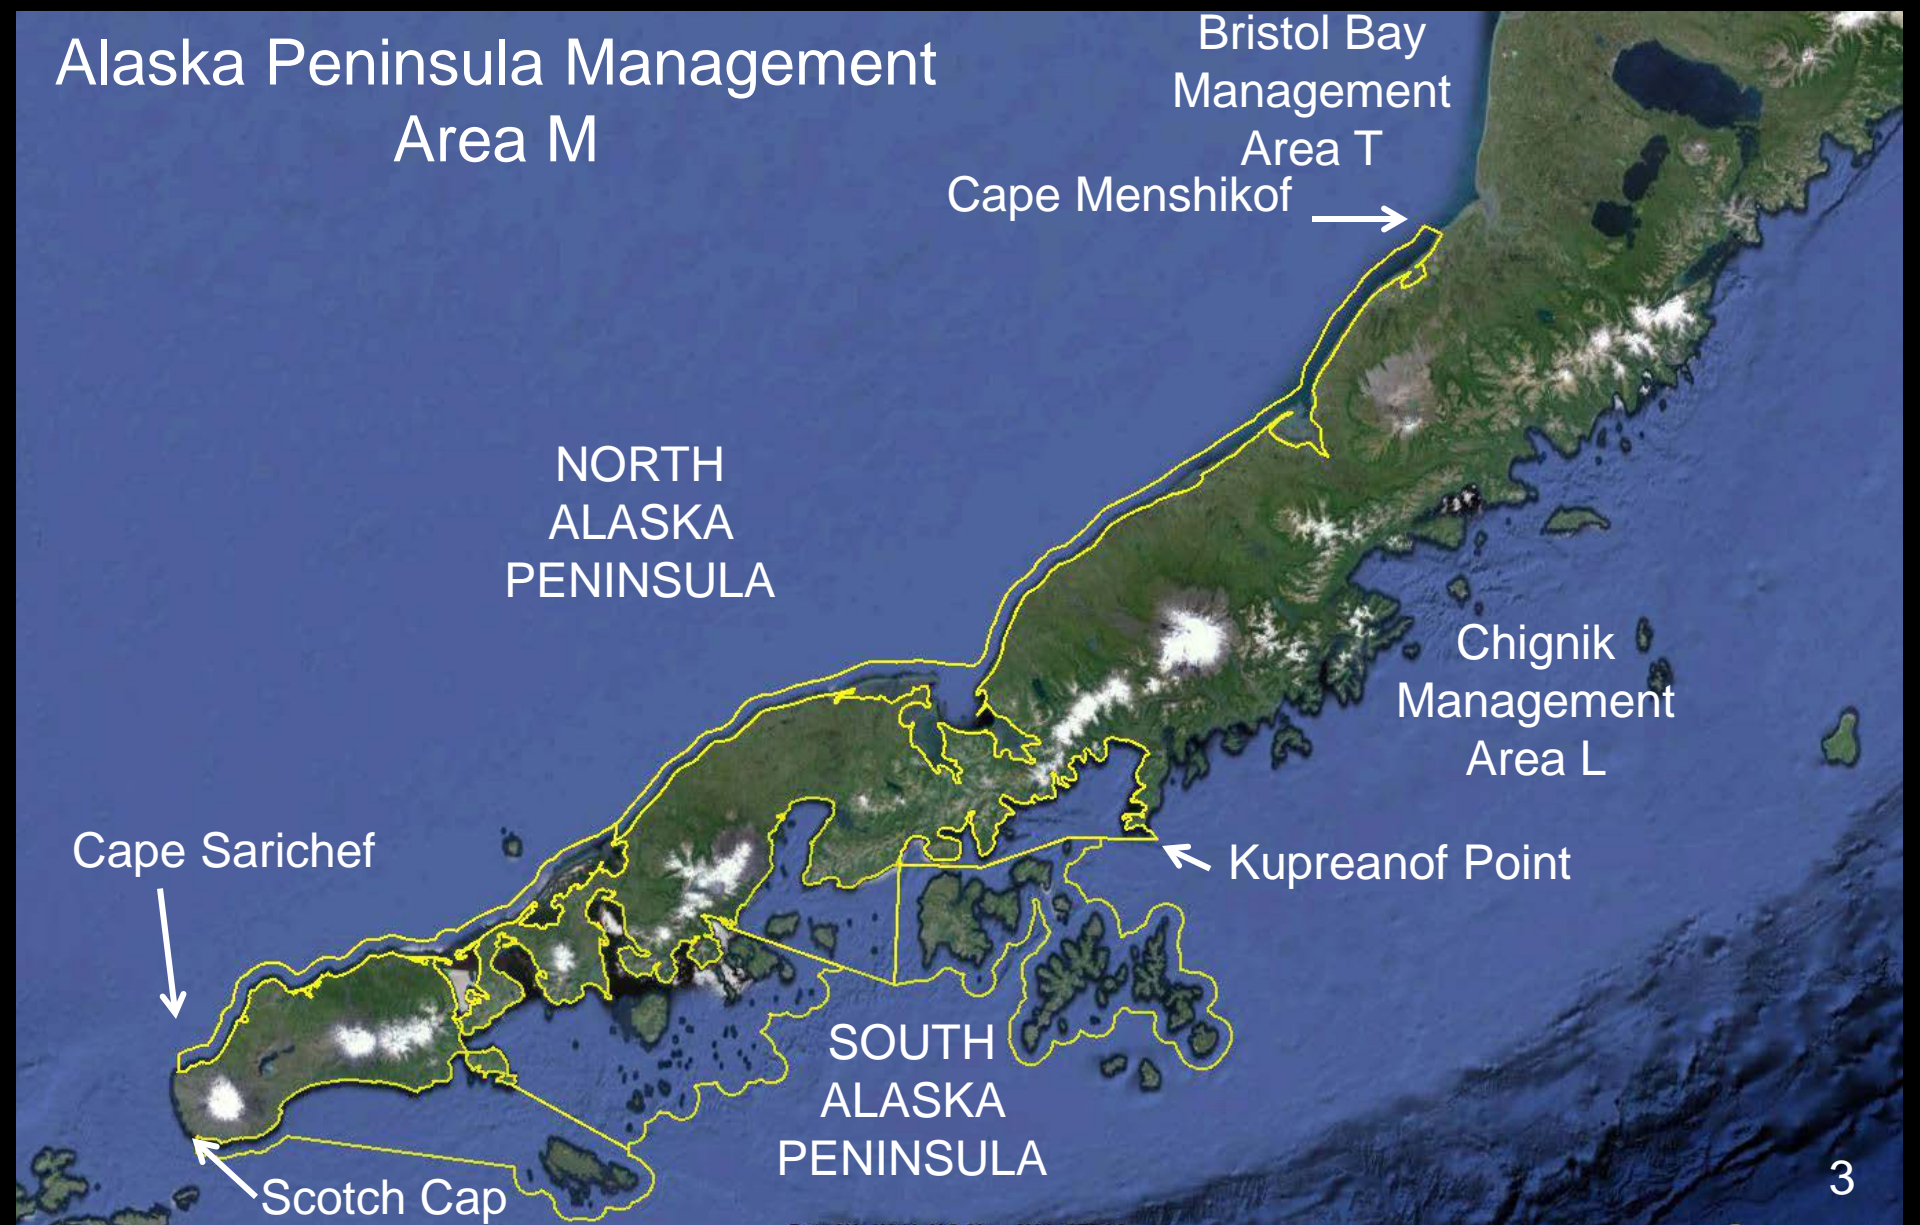 Alaska Peninsula Management
Area M
Bristol Bay
Management
Area T
Cape Menshikof
NORTH
ALASKA
PENINSULA
Chignik
Management
Area L
Cape Sarichef
Kupreanof Point
SOUTH
ALASKA
PENINSULA
Scotch Cap
3